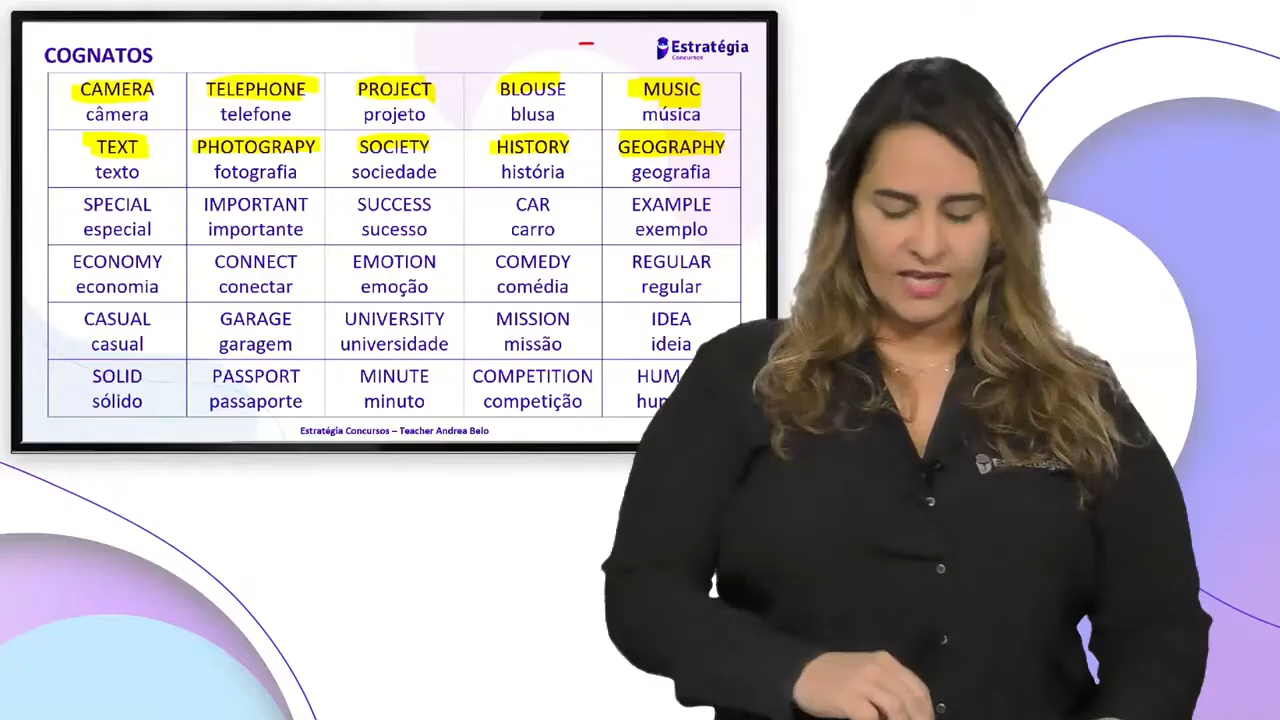 COGNATOS
Estratégia
Concursos
CAMERA TELEPHONE PROJECT BLOUSE MUSIC
câmera telefone projeto blusa música
TEXT PHOTOGRAPY SOCIETY HISTORY GEOGRAPHY
texto fotografia sociedade história geografia
SPECIAL IMPORTANT SUCCESS CAR EXAMPLE
especial importante sucesso carro exemplo
ECONOMY CONNECT EMOTION COMEDY REGULAR
economia conectar emoção comédia regular
CASUAL GARAGE UNIVERSITY MISSION IDEA
casual garagem universidade missão ideia
SOLID PASSPORT MINUTE COMPETITION
sólido passaporte minuto competição
Estratégia Concursos – Teacher Andrea Belo